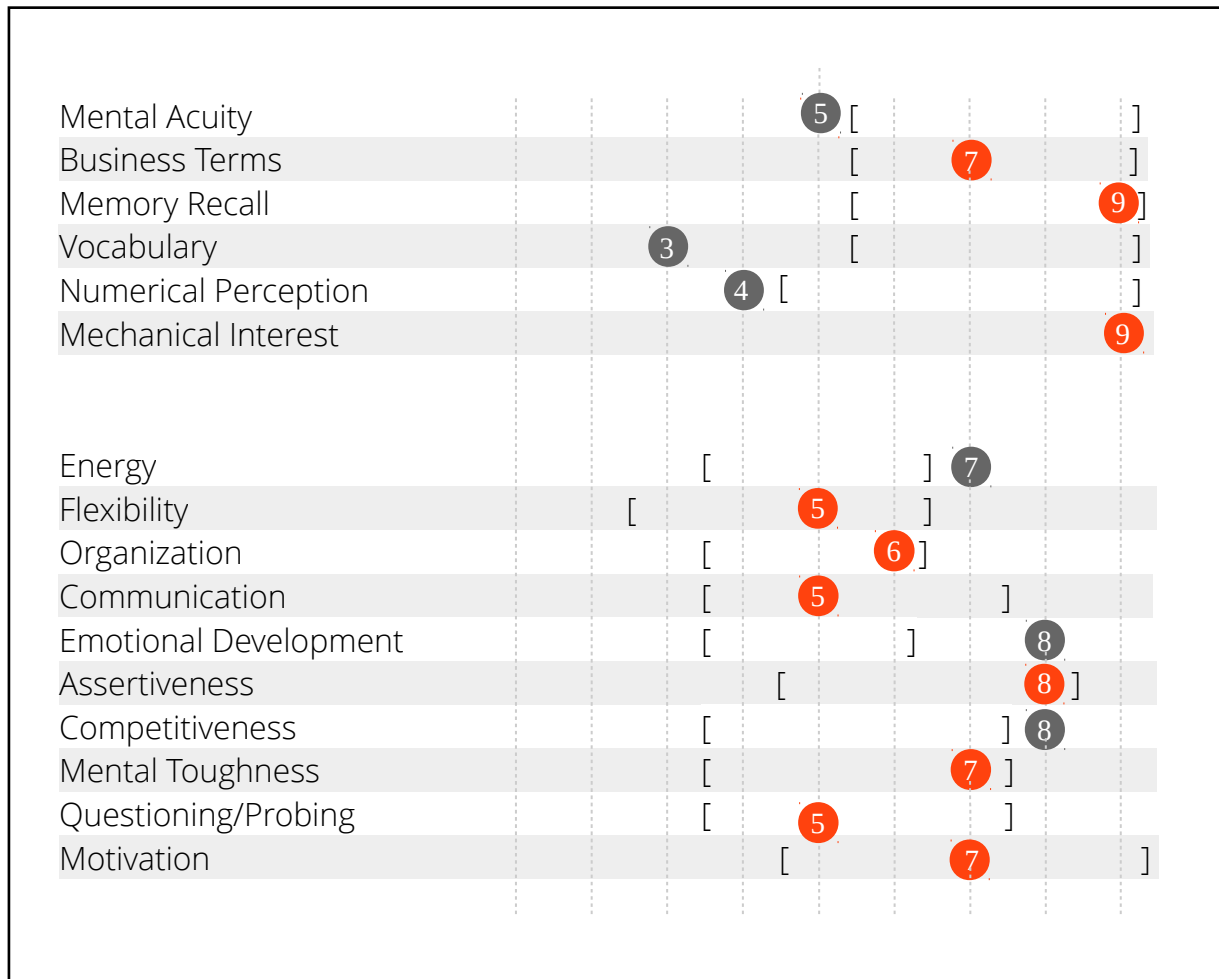 Mental Acuity 5 [ ]
Business Terms [ 7 ]
Memory Recall [ 9 ]
Vocabulary 3 [ ]
Numerical Perception 4 [ ]
Mechanical Interest 9
Energy [ ] 7
Flexibility [ 5 ]
Organization [ 6 ]
Communication [ 5 ]
Emotional Development [ ] 8
Assertiveness [ 8 ]
Competitiveness [ ] 8
Mental Toughness [ 7 ]
Questioning/Probing [ 5 ]
Motivation [ 7 ]